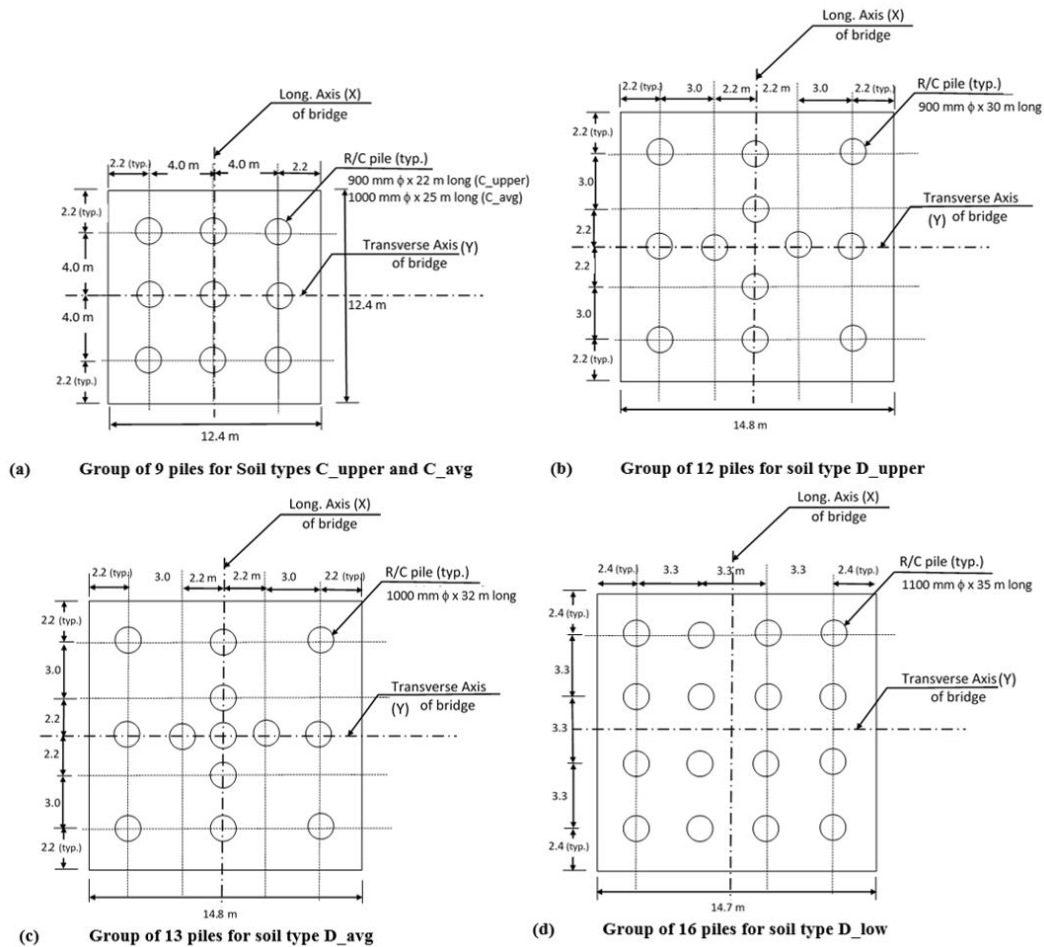 Long. Axis (X)
of bridge
2.2 (typ.)
4.0 m
4.0 m
2.2
R/C pile (typ.)
900 mm ϕ x 22 m long (C_upper)
1000 mm ϕ x 25 m long (C_avg)
2.2 (typ.)
4.0 m
Transverse Axis (Y)
of bridge
12.4 m
4.0 m
2.2 (typ.)
12.4 m
(a) Group of 9 piles for Soil types C_upper and C_avg
Long. Axis (X)
of bridge
2.2 (typ.)
3.0
2.2 m
2.2 m
3.0
2.2 (typ.)
R/C pile (typ.)
900 mm ϕ x 30 m long
2.2 (typ.)
3.0
Transverse Axis
(Y) of bridge
2.2
2.2
3.0
2.2 (typ.)
14.8 m
(b) Group of 12 piles for soil type D_upper
Long. Axis (X)
of bridge
2.2 (typ.)
3.0
2.2 m
2.2 m
3.0
2.2 (typ.)
R/C pile (typ.)
1000 mm ϕ x 32 m long
2.2 (typ.)
3.0
Transverse Axis
(Y) of bridge
2.2
2.2
3.0
2.2 (typ.)
14.8 m
(c) Group of 13 piles for soil type D_avg
Long. Axis (X)
of bridge
2.4 (typ.)
3.3
3.3 m
3.3
2.4 (typ.)
R/C pile (typ.)
1100 mm ϕ x 35 m long
2.4 (typ.)
3.3
Transverse Axis (Y)
of bridge
3.3
3.3
2.4 (typ.)
14.7 m
(d) Group of 16 piles for soil type D_low